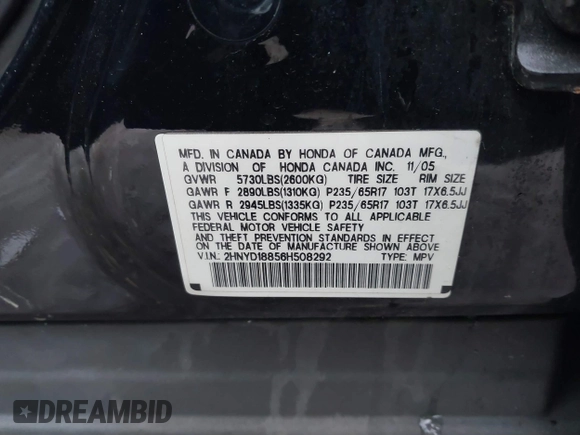 MFD. IN CANADA BY HONDA OF CANADA MFG.,
A DIVISION OF HONDA CANADA INC. 11/05
GVWR 5730LBS(2600KG) TIRE SIZE RIM SIZE
GAWR F 2890LBS(1310KG) P235/65R17 103T 17X6.5JJ
GAWR R 2945LBS(1335KG) P235/65R17 103T 17X6.5JJ
THIS VEHICLE CONFORMS TO ALL APPLICABLE
FEDERAL MOTOR VEHICLE SAFETY
AND THEFT PREVENTION STANDARDS IN EFFECT
ON THE DATE OF MANUFACTURE SHOWN ABOVE
V.I.N.: 2HNYD18856H508292 TYPE: MPV
DREAMBID